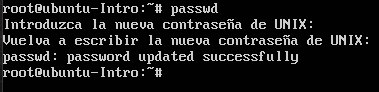 root@ubuntu-Intro:~# passwd
Introduzca la nueva contraseña de UNIX:
Vuelva a escribir la nueva contraseña de UNIX:
passwd: password updated successfully
root@ubuntu-Intro:~#